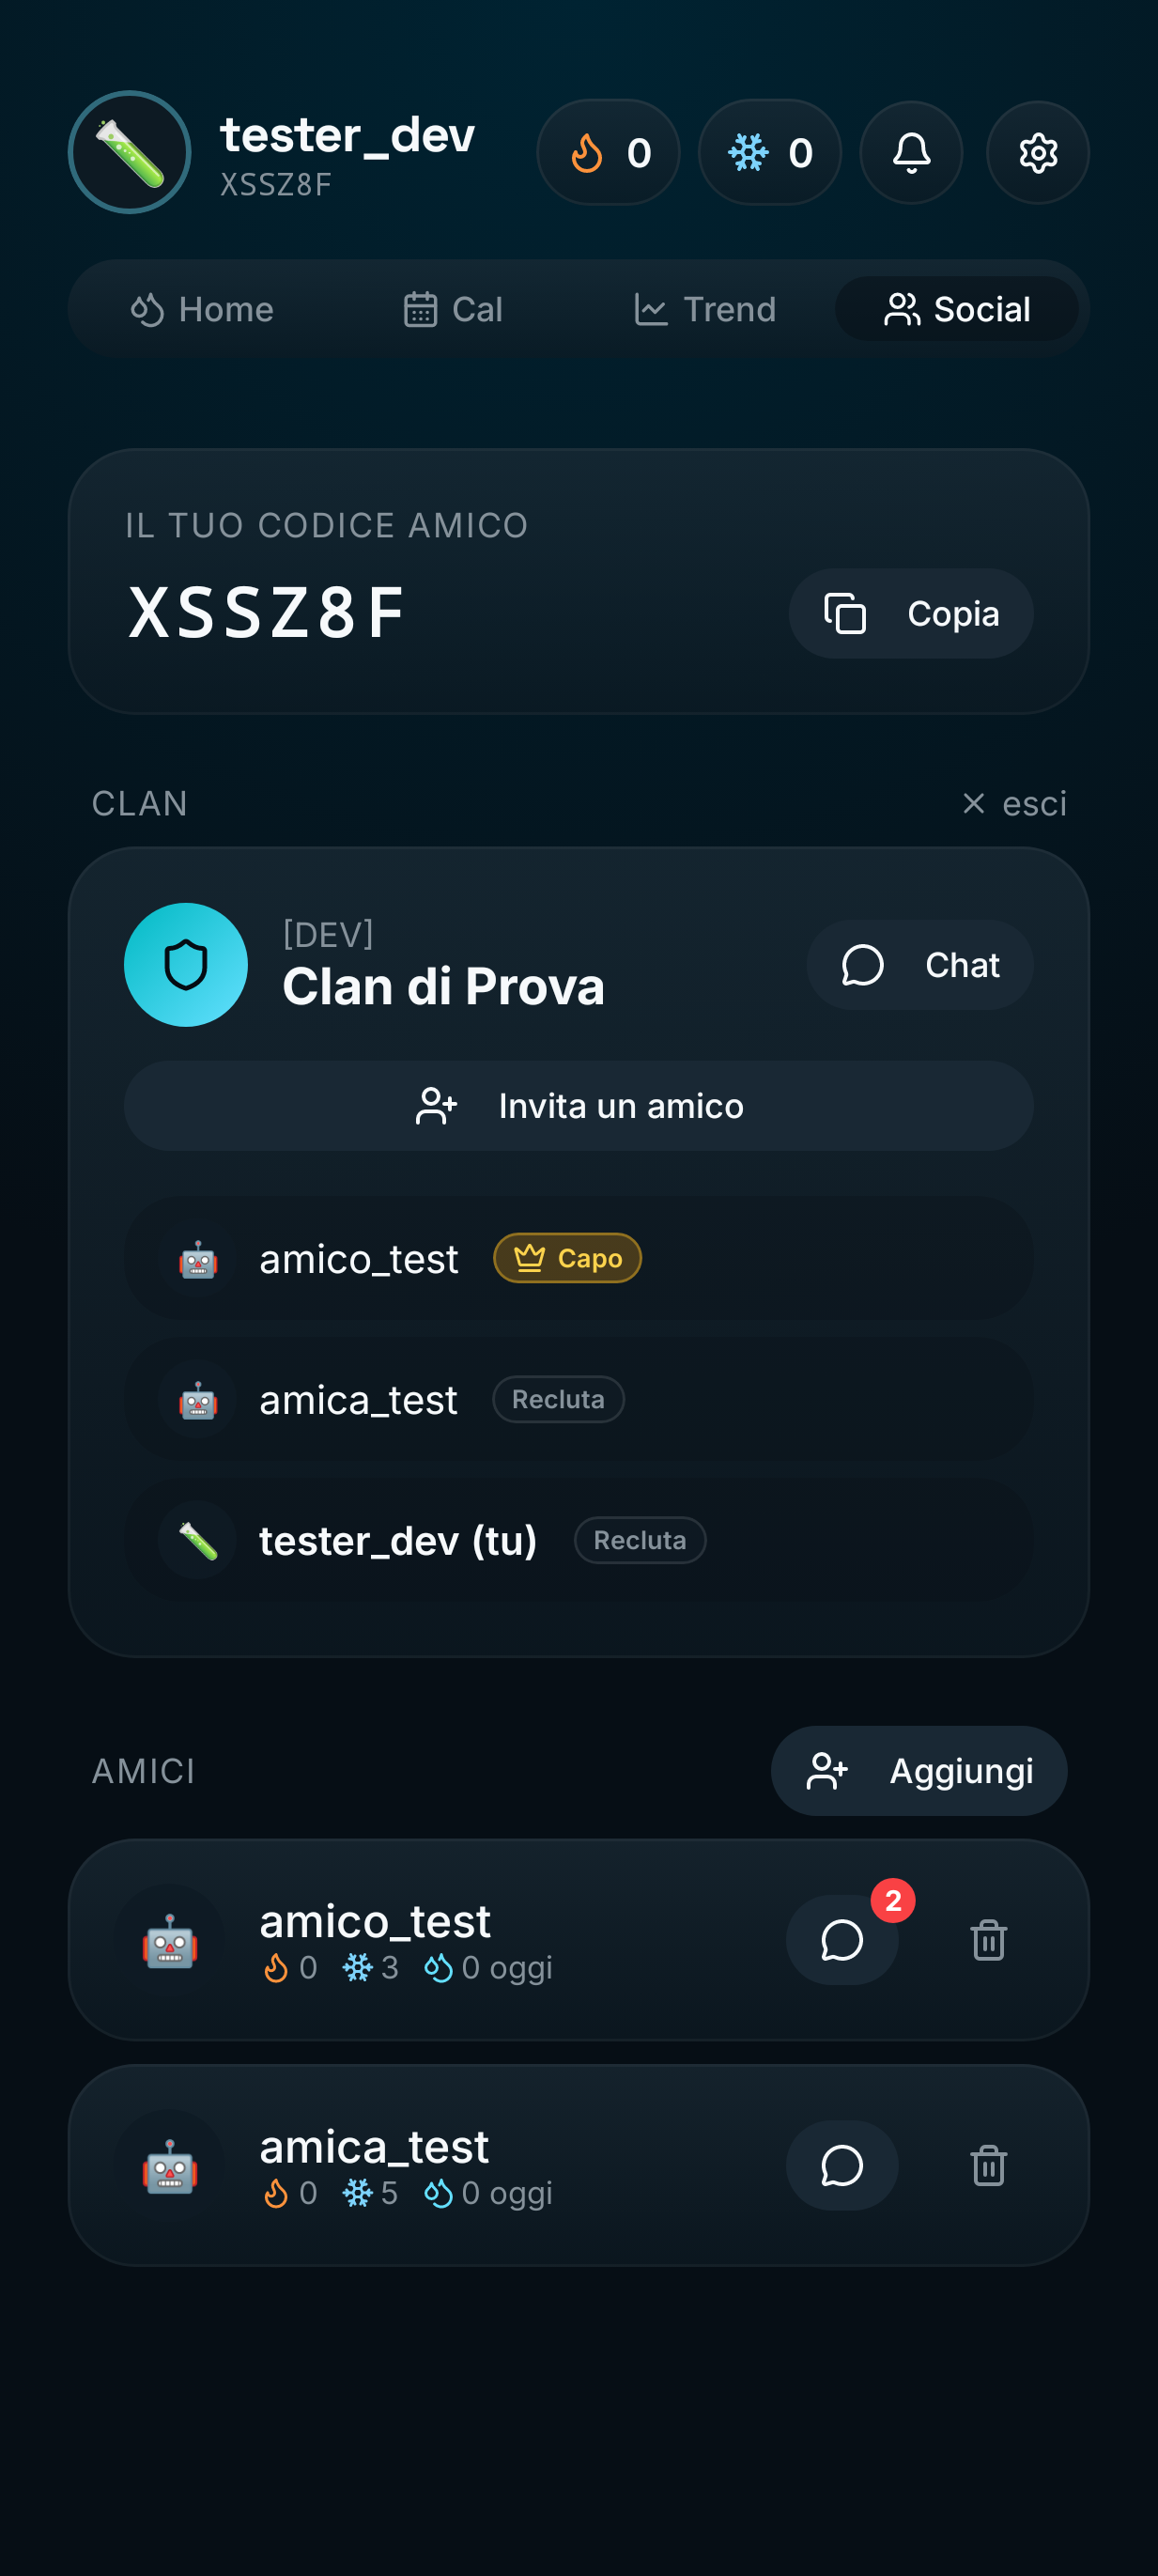 tester_dev
XSSZ8F
0
0
Home
Cal
Trend
Social
IL TUO CODICE AMICO
XSSZ8F
Copia
CLAN
esci
[DEV]
Clan di Prova
Chat
Invita un amico
amico_test
Capo
amica_test
Recluta
tester_dev (tu)
Recluta
AMICI
Aggiungi
amico_test
2
0 3 0 oggi
amica_test
0 5 0 oggi